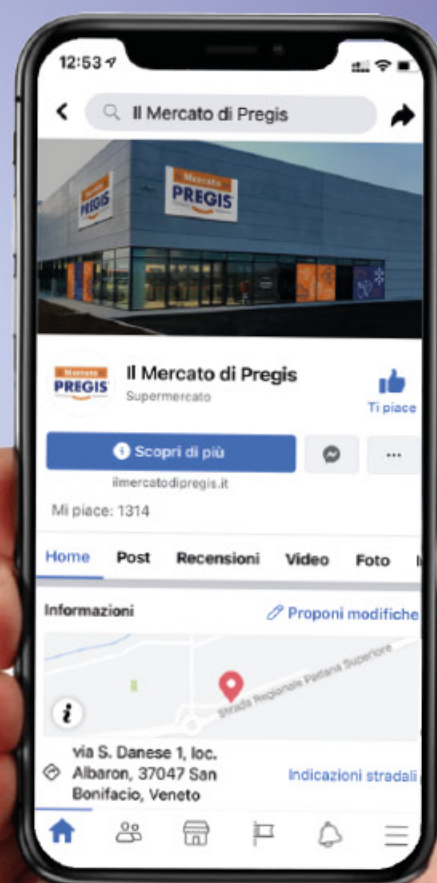 12:53
Il Mercato di Pregis
Mercato
PREGIS
Mercato
PREGIS
Mercato
PREGIS
Il Mercato di Pregis
Supermercato
Ti piace
Scopri di più
ilmercatodipregis.it
Mi piace: 1314
Home Post Recensioni Video Foto
Informazioni
Proponi modifiche
Strada Regionale Padana Superiore
via S. Danese 1, loc.
Albaron, 37047 San
Bonifacio, Veneto
Indicazioni stradali